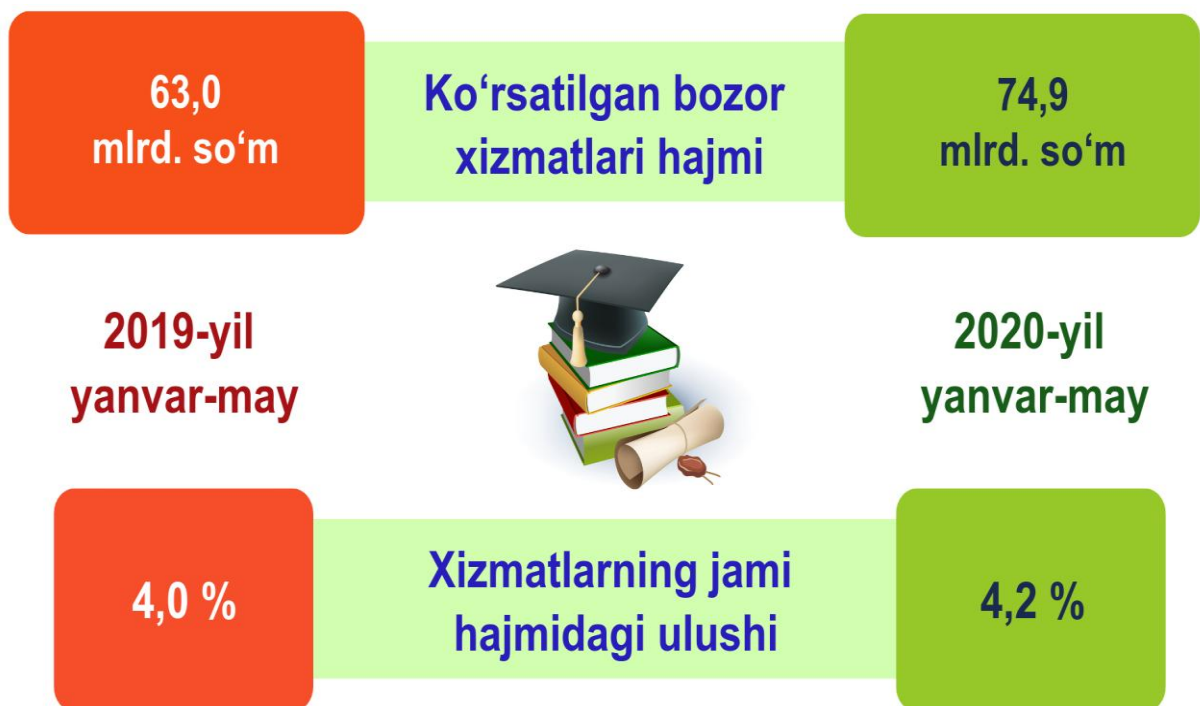 63,0
mlrd. so‘m
Ko‘rsatilgan bozor
xizmatlari hajmi
74,9
mlrd. so‘m
2019-yil
yanvar-may
2020-yil
yanvar-may
4,0 %
Xizmatlarning jami
hajmidagi ulushi
4,2 %